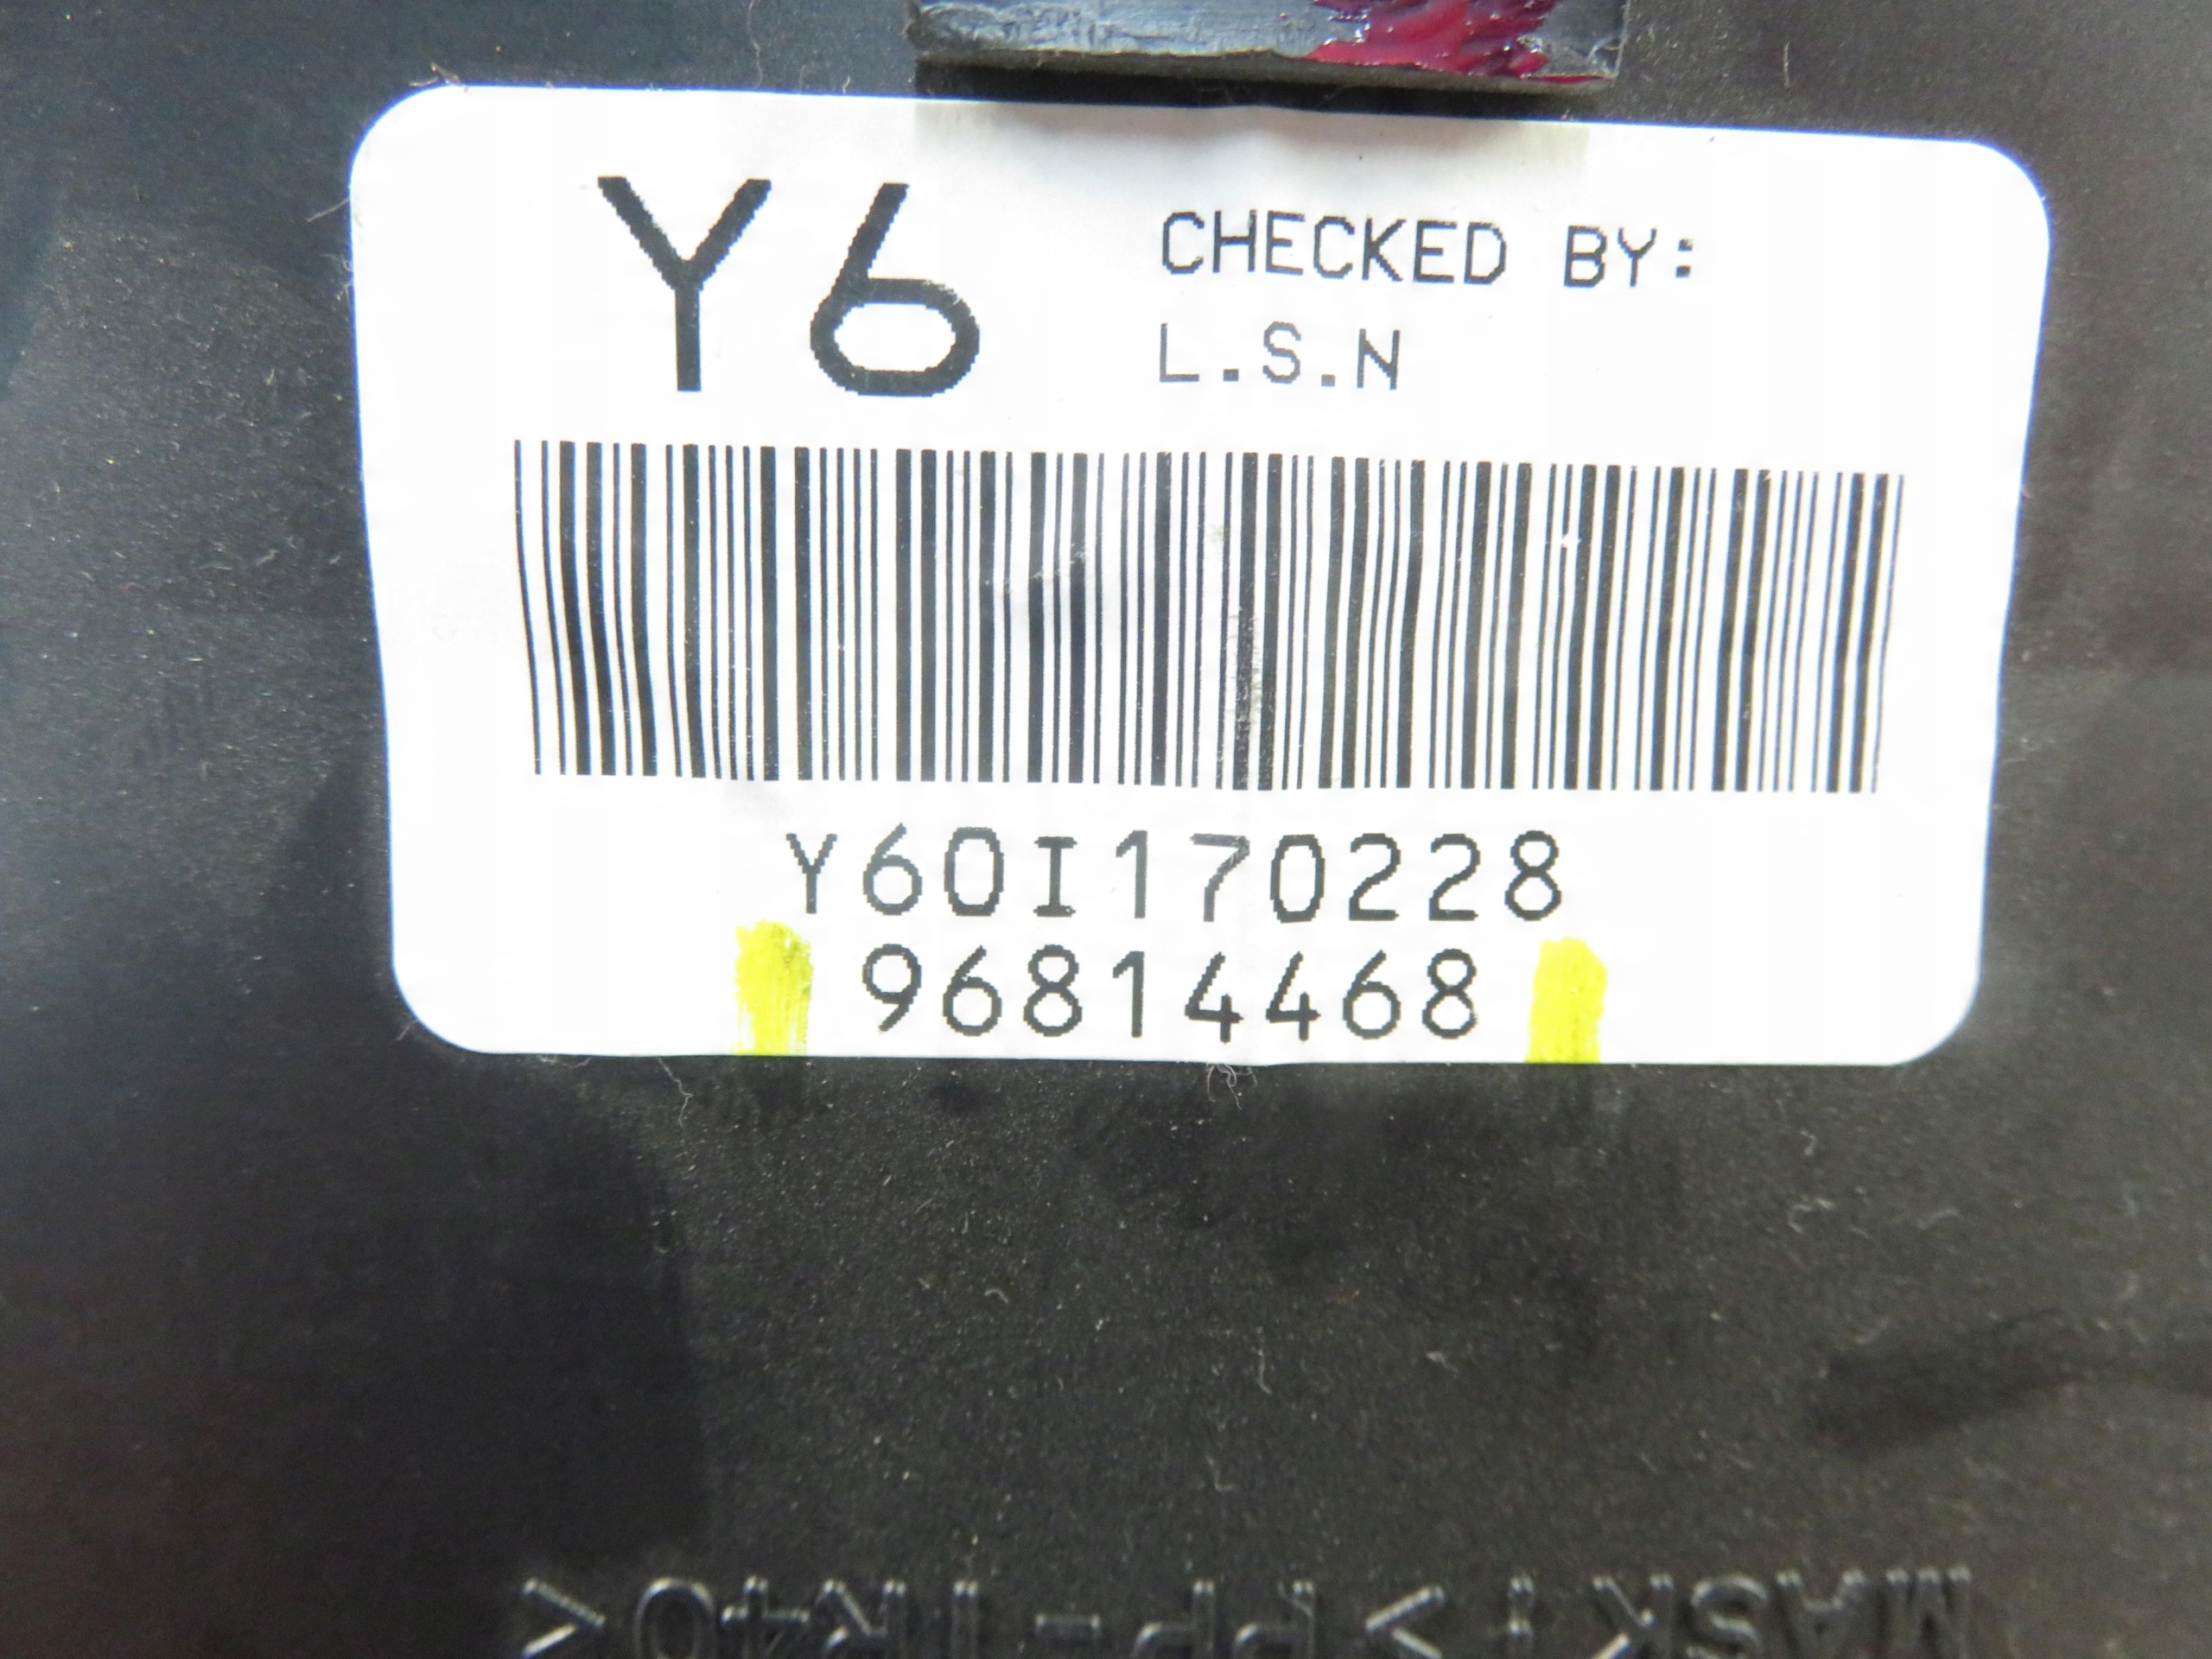 Y6
CHECKED BY:
L.S.N
Y60I170228
96814468